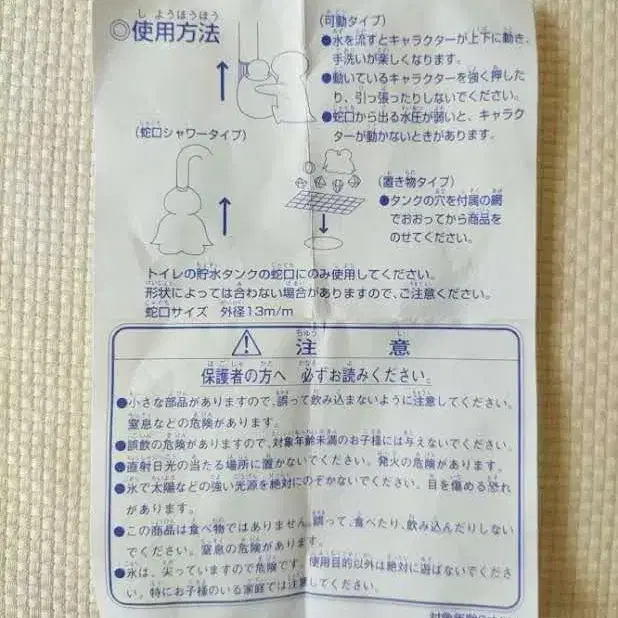 ◎使用方法
(可動タイプ)
●水を流すとキャラクターが上下に動き、
手洗いが楽しくなります。
●動いているキャラクターを強く押した
り、引っ張ったりしないでください。
●蛇口から出る水圧が弱いと、キャラク
ターが動かないときがあります。
(蛇口シャワータイプ)
(置き物タイプ)
●タンクの穴を付属の網
でおおってから商品を
のせてください。
トイレの貯水タンクの蛇口にのみ使用してください。
形状によっては合わない場合がありますので、ご注意ください。
蛇口サイズ 外径13m/m
注意
保護者の方へ 必ずお読みください。
●小さな部品がありますので、誤って飲み込まないように注意してください。
窒息などの危険があります。
●誤飲の危険がありますので、対象年齢未満のお子様には与えないでください。
●直射日光の当たる場所に置かないでください。発火の危険があります。
●氷で太陽などの強い光源を絶対にのぞかないでください。目を傷める恐れ
があります。
●この商品は食べ物ではありません。誤って、食べたり、飲み込んだりしない
でください。窒息の危険があります。
●氷は、尖っていますので危険です。使用目的以外は絶対に遊ばないでくださ
い。特にお子様のいる家庭では注意してください。